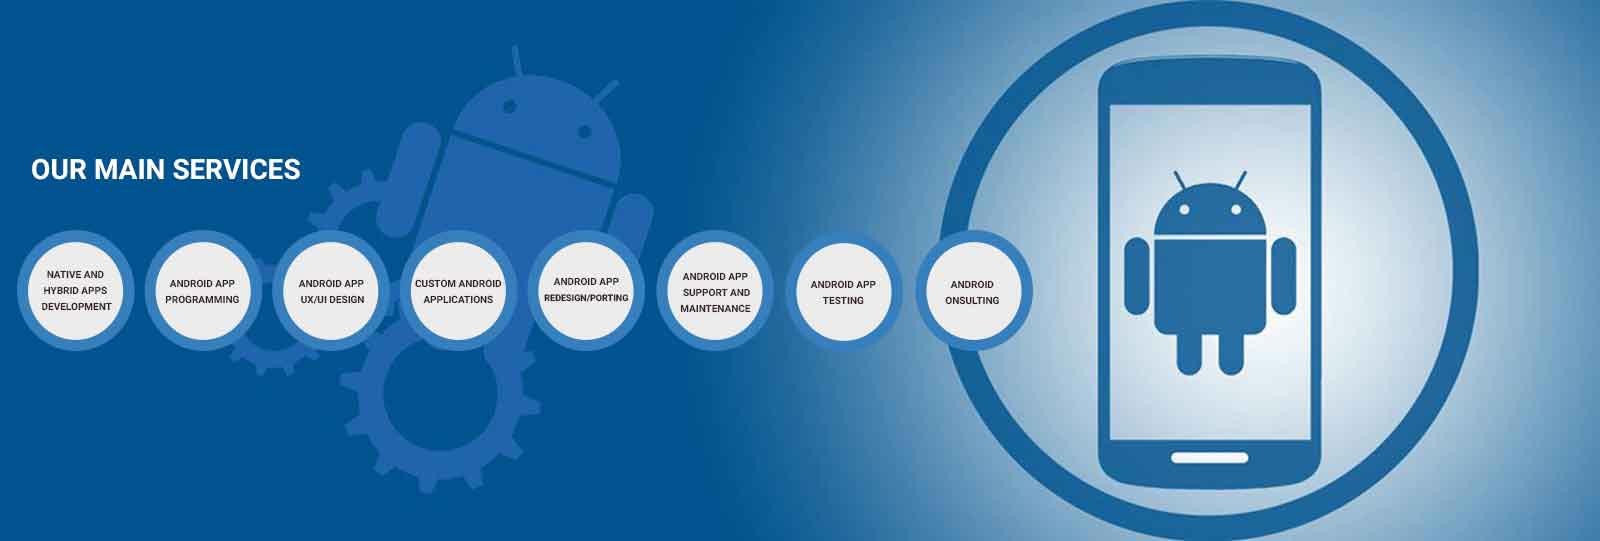 OUR MAIN SERVICES
NATIVE AND
HYBRID APPS
DEVELOPMENT
ANDROID APP
PROGRAMMING
ANDROID APP
UX/UI DESIGN
CUSTOM ANDROID
APPLICATIONS
ANDROID APP
REDESIGN/PORTING
ANDROID APP
SUPPORT AND
MAINTENANCE
ANDROID APP
TESTING
ANDROID
ONSULTING